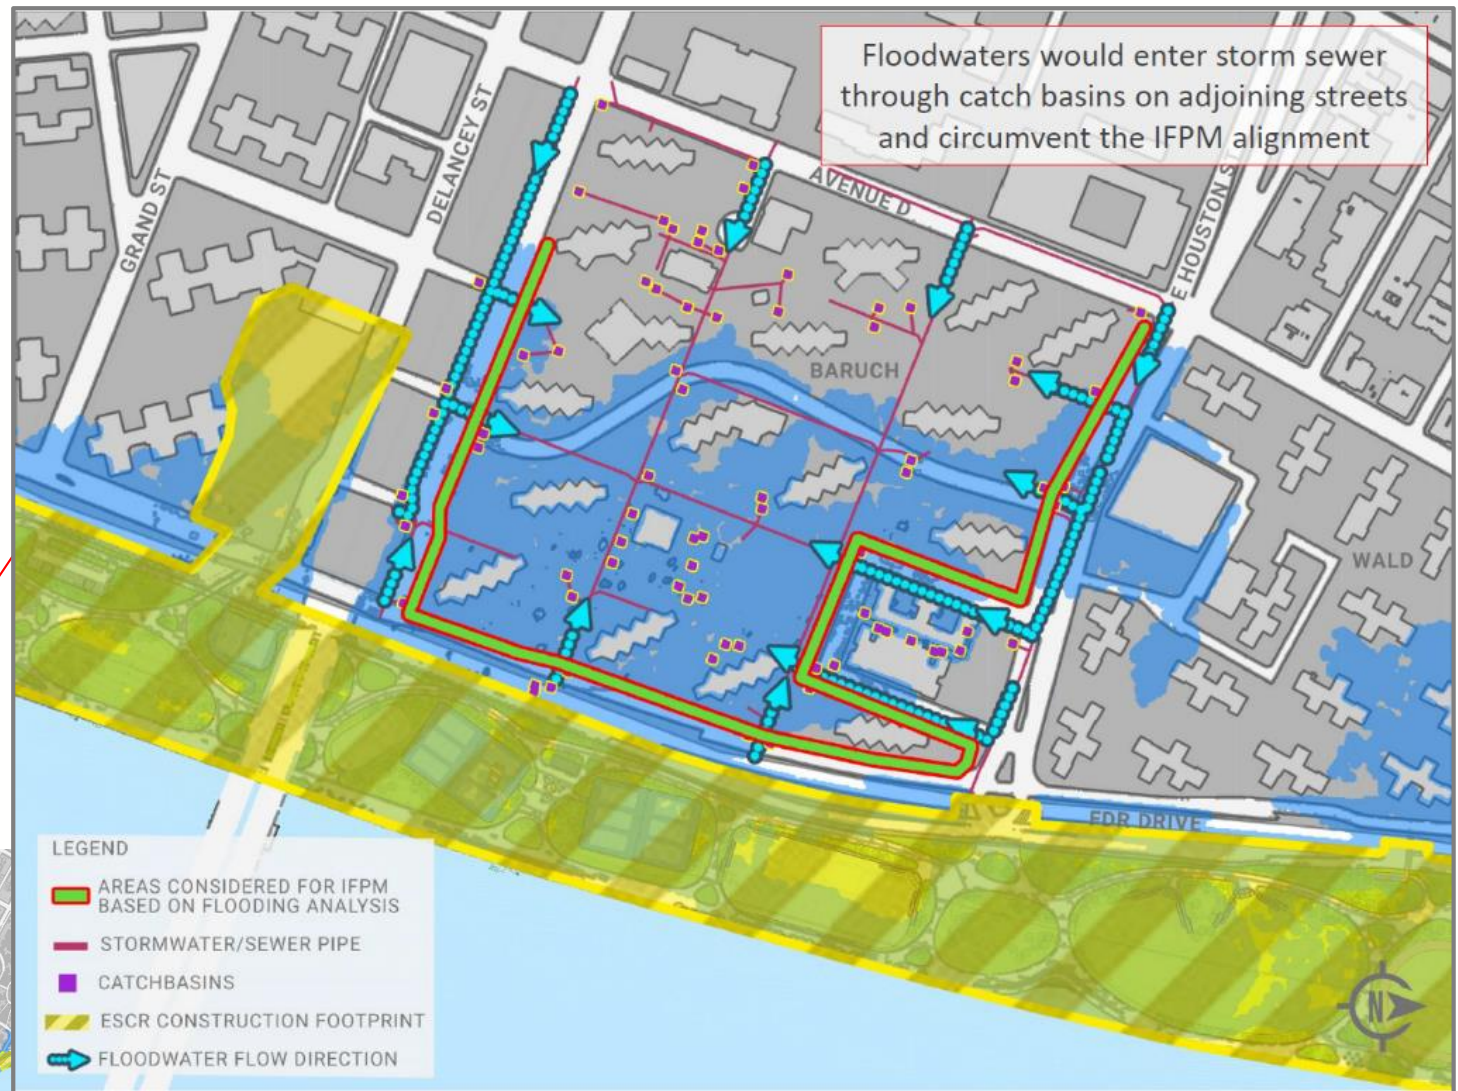 Floodwaters would enter storm sewer
through catch basins on adjoining streets
and circumvent the IFPM alignment
GRAND ST
DELANCEY ST
AVENUE D
E HOUSTON ST
BARUCH
WALD
FDR DRIVE
LEGEND
AREAS CONSIDERED FOR IFPM
BASED ON FLOODING ANALYSIS
STORMWATER/SEWER PIPE
CATCHBASINS
ESCR CONSTRUCTION FOOTPRINT
FLOODWATER FLOW DIRECTION
N